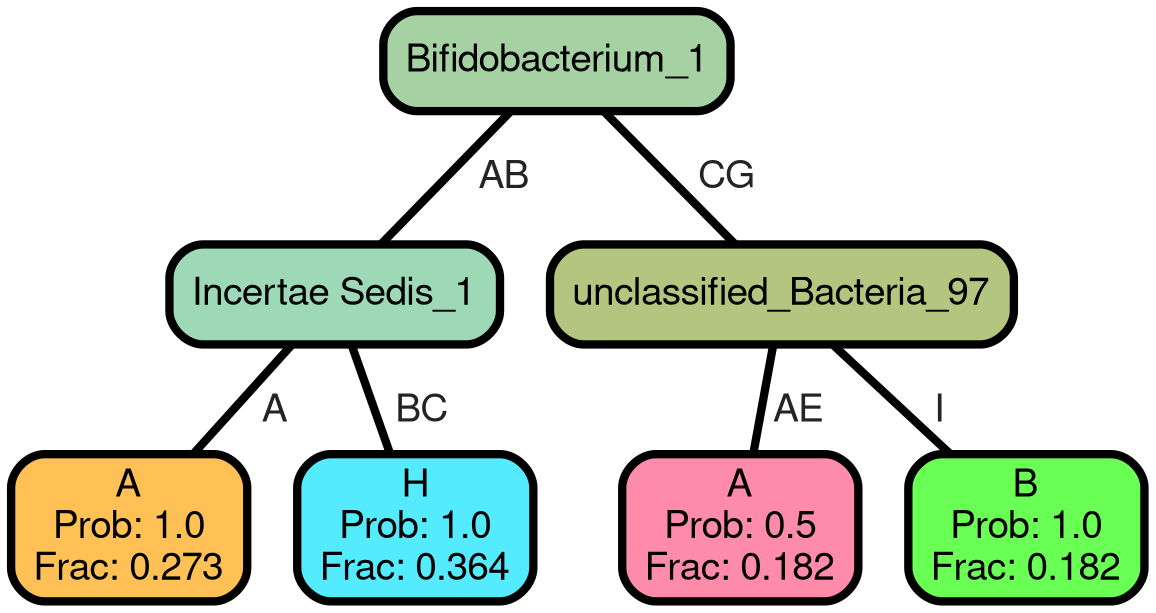 Bifidobacterium_1
AB
CG
Incertae Sedis_1
unclassified_Bacteria_97
A
BC
AE
I
A
Prob: 1.0
Frac: 0.273
H
Prob: 1.0
Frac: 0.364
A
Prob: 0.5
Frac: 0.182
B
Prob: 1.0
Frac: 0.182